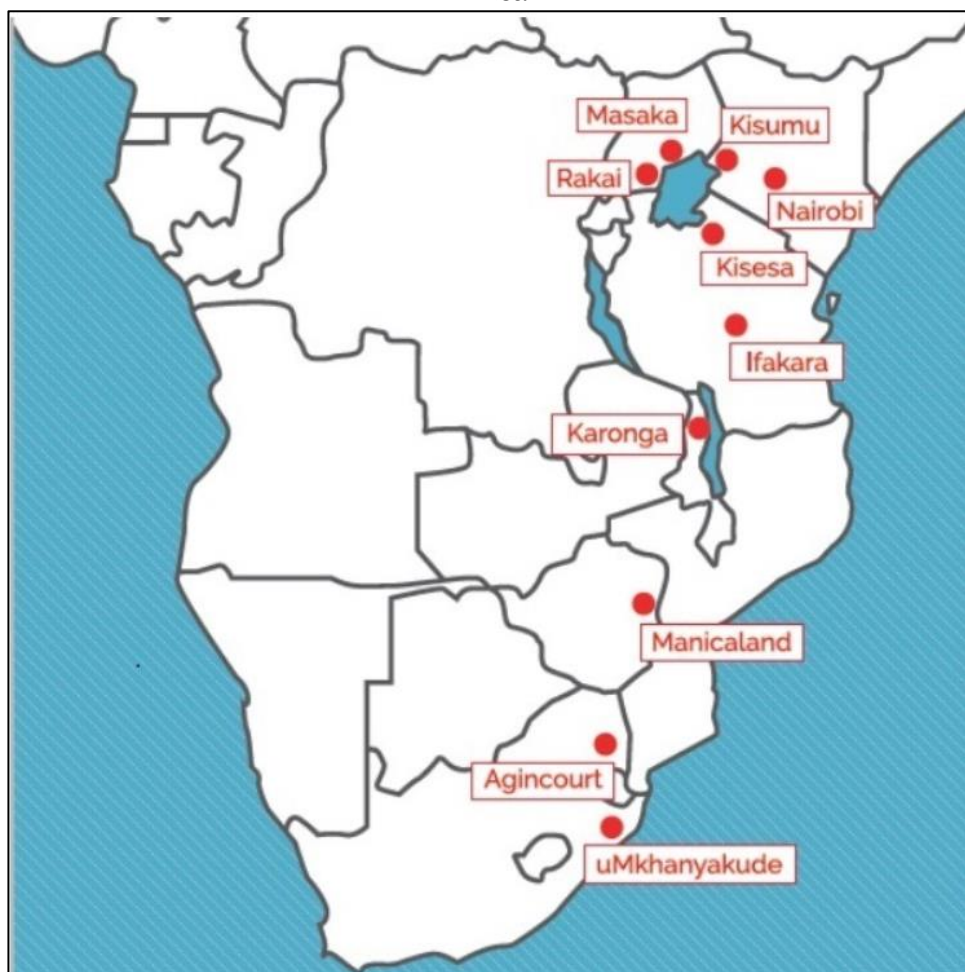 Masaka
Kisumu
Rakai
Nairobi
Kisesa
Ifakara
Karonga
Manicaland
Agincourt
uMkhanyakude